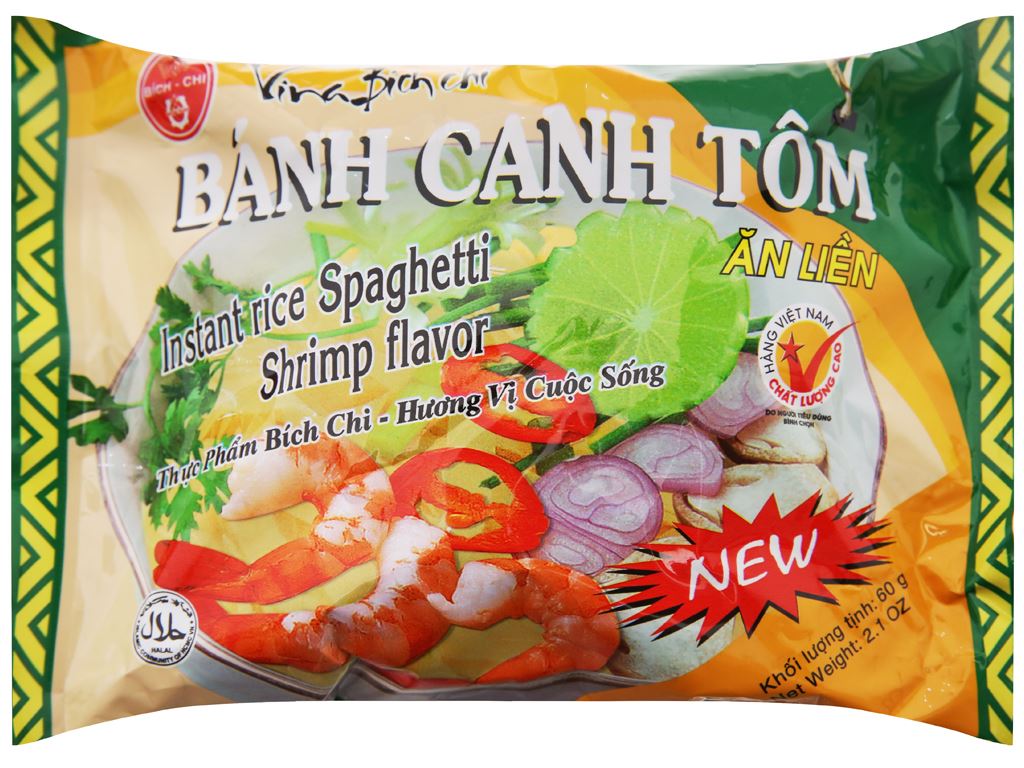 BÍCH - CHI
Vina Bich chi
BÁNH CANH TÔM
ĂN LIỀN
Instant rice Spaghetti
Shrimp flavor
Thực Phẩm Bích Chi - Hương Vị Cuộc Sống
HÀNG VIỆT NAM
CHẤT LƯỢNG CAO
DO NGƯỜI TIÊU DÙNG
BÌNH CHỌN
NEW
حلال
HALAL
Khối lượng tịnh: 60 g
Net Weight: 2.1 OZ